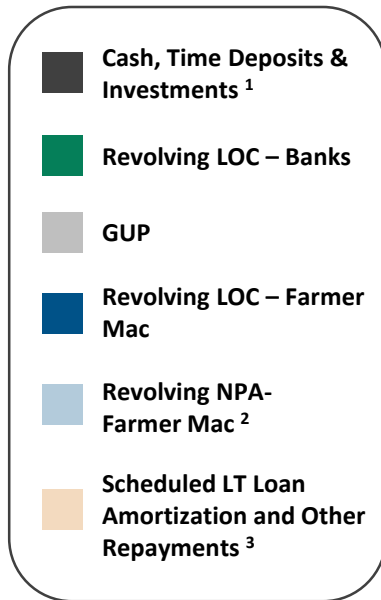 Cash, Time Deposits &
Investments ¹
Revolving LOC – Banks
GUP
Revolving LOC – Farmer
Mac
Revolving NPA-
Farmer Mac ²
Scheduled LT Loan
Amortization and Other
Repayments ³